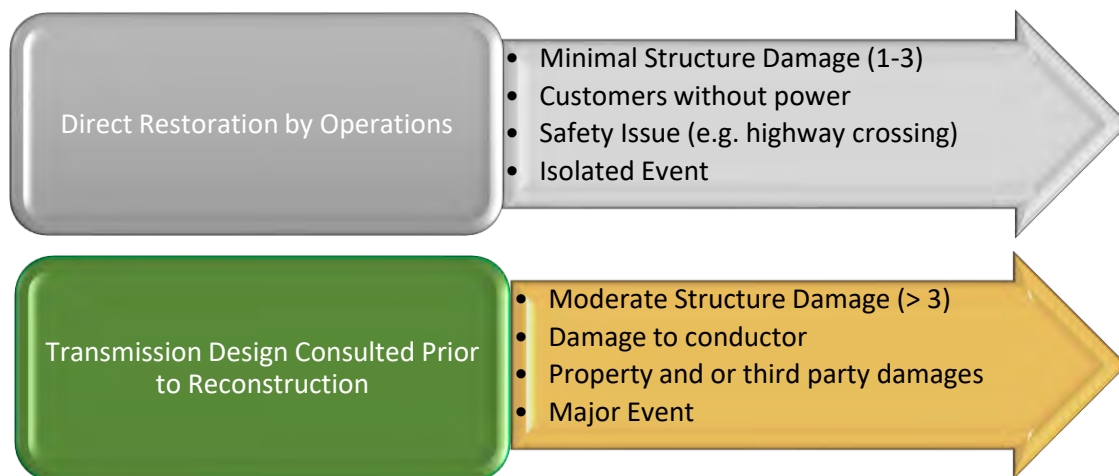 Direct Restoration by Operations
• Minimal Structure Damage (1-3)
• Customers without power
• Safety Issue (e.g. highway crossing)
• Isolated Event
Transmission Design Consulted Prior
to Reconstruction
• Moderate Structure Damage (> 3)
• Damage to conductor
• Property and or third party damages
• Major Event